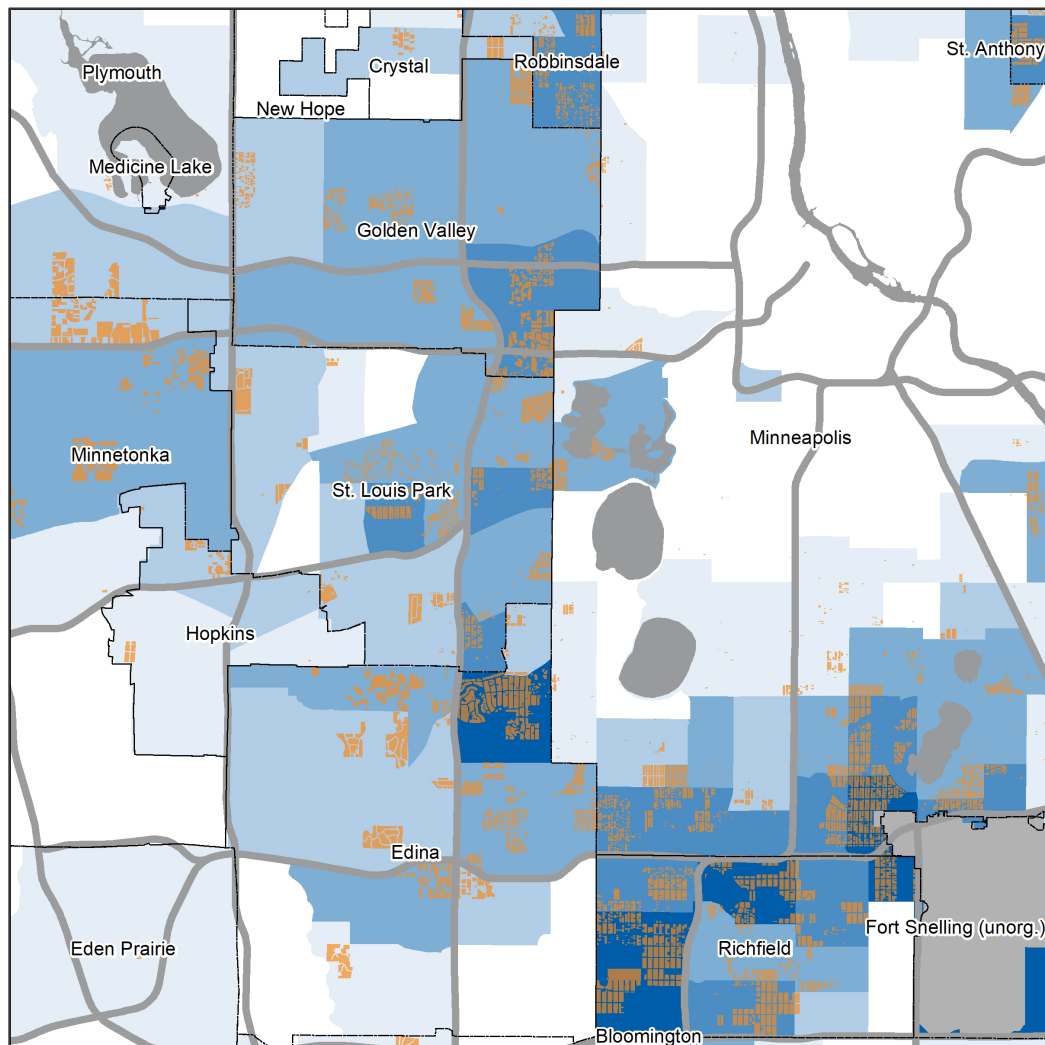 St. Anthony
Crystal
Robbinsdale
Plymouth
New Hope
Medicine Lake
Golden Valley
Minneapolis
Minnetonka
St. Louis Park
Hopkins
Edina
Eden Prairie
Richfield
Fort Snelling (unorg.)
Bloomington